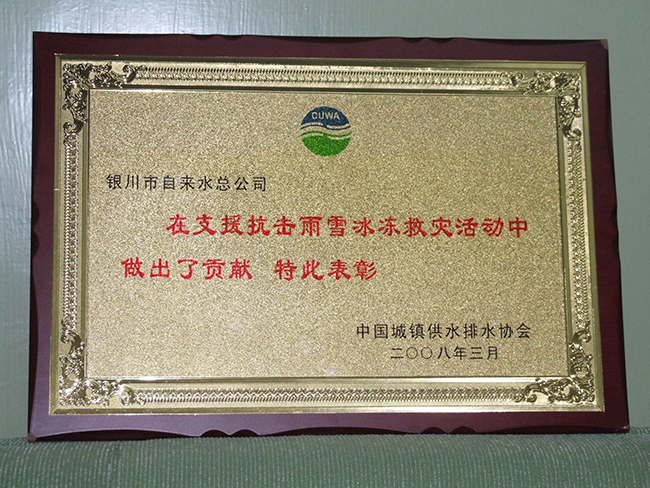 CUWA
银川市自来水总公司
在支援抗击雨雪冰冻救灾活动中
做出了贡献 特此表彰
中国城镇供水排水协会
二〇〇八年三月